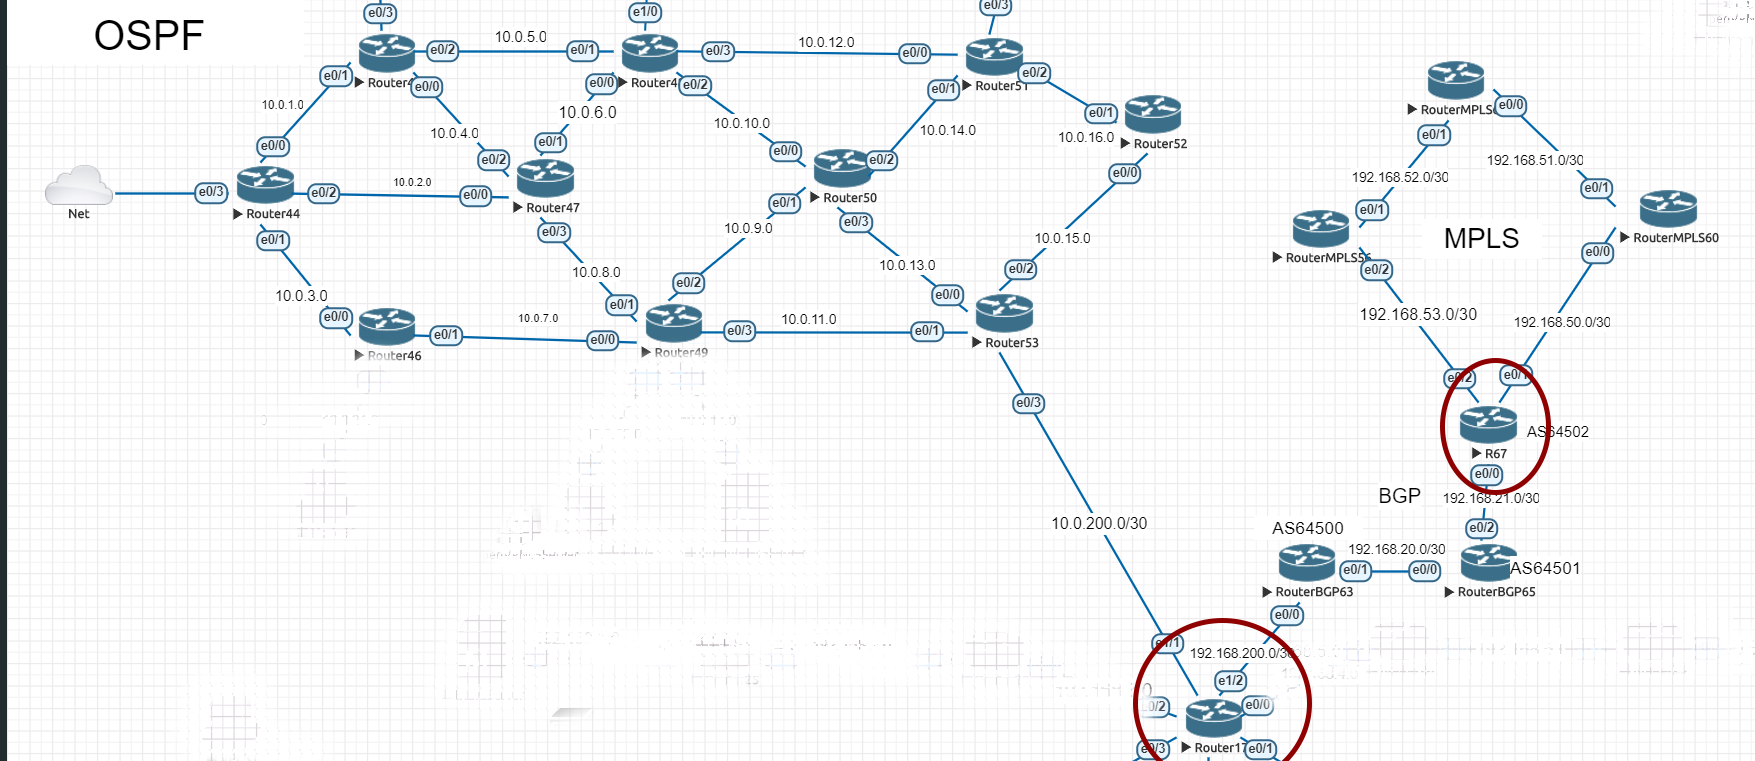 OSPF
e0/3
e1/0
e0/3
e0/2
10.0.5.0
e0/1
e0/3
10.0.12.0
e0/0
e0/1
Router4
e0/0
e0/0
Router4
e0/2
e0/1
Router51
e0/2
10.0.1.0
10.0.4.0
10.0.6.0
10.0.10.0
10.0.14.0
e0/1
10.0.16.0
Router52
e0/0
e0/2
e0/1
e0/0
e0/2
e0/0
Net
e0/3
e0/2
Router44
10.0.2.0
e0/0
Router47
e0/1
Router50
e0/1
e0/3
10.0.9.0
e0/3
10.0.15.0
10.0.3.0
10.0.8.0
10.0.13.0
e0/2
e0/0
Router46
e0/1
10.0.7.0
e0/0
e0/1
e0/2
Router49
e0/3
10.0.11.0
e0/1
e0/0
Router53
e0/3
10.0.200.0/30
RouterMPLS
e0/0
e0/1
192.168.51.0/30
192.168.52.0/30
e0/1
e0/1
MPLS
RouterMPLS60
RouterMPLS56
e0/2
e0/0
192.168.53.0/30
192.168.50.0/30
e0/2
e0/1
AS64502
R67
e0/0
BGP
192.168.21.0/30
AS64500
e0/2
192.168.20.0/30
e0/1
e0/0
AS64501
RouterBGP63
RouterBGP65
e0/0
e1/1
192.168.200.0/30
e1/2
e0/0
Router17
e0/3
e0/1